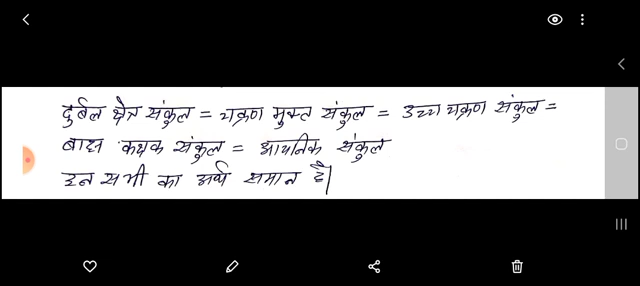 दुर्बल क्षेत्र संकुल = चक्रण मुक्त संकुल = उच्च चक्रण संकुल =
बाह्य कक्षक संकुल = आयनिक संकुल
इन सभी का अर्थ समान है।